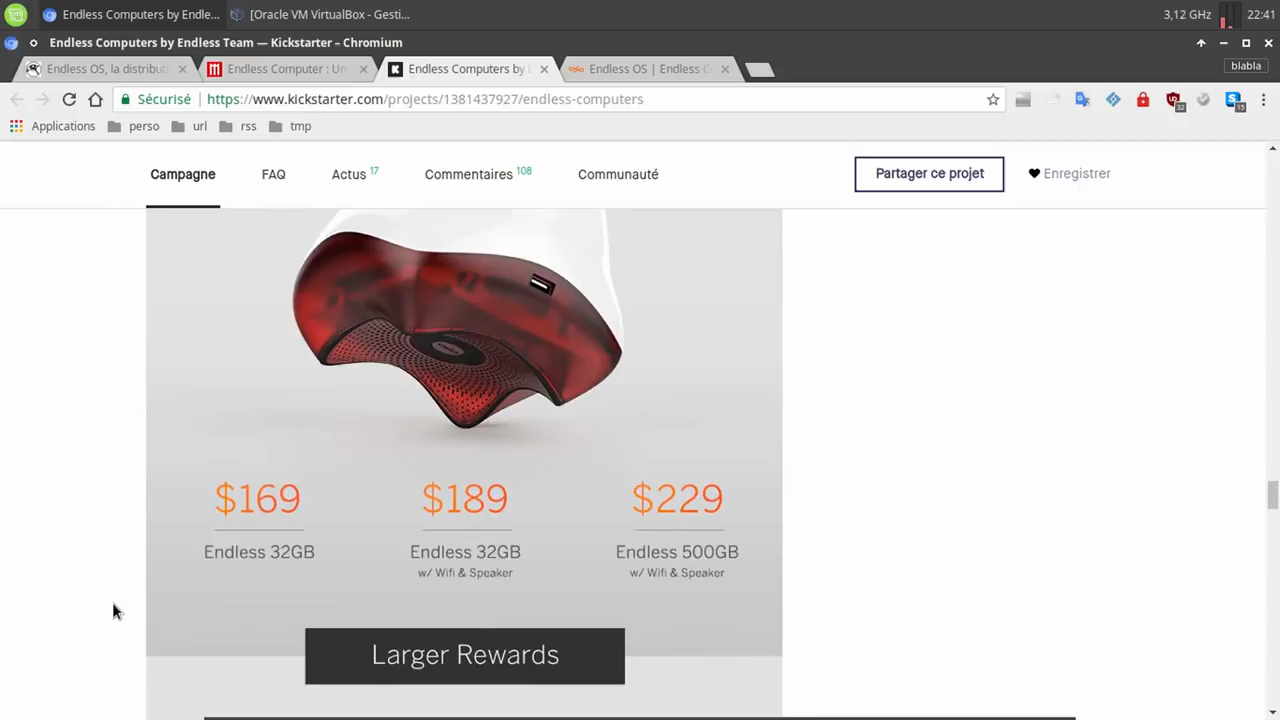 Endless Computers by Endle...
[Oracle VM VirtualBox - Gesti...
3,12 GHz
22:41
Endless Computers by Endless Team — Kickstarter – Chromium
Endless OS, la distribut
Endless Computer : Un
Endless Computers by
Endless OS | Endless C
blabla
Sécurisé
https://www.kickstarter.com/projects/1381437927/endless-computers
Applications
perso
url
rss
tmp
Campagne
FAQ
Actus 17
Commentaires 108
Communauté
Partager ce projet
Enregistrer
$169
$189
$229
Endless 32GB
Endless 32GB
Endless 500GB
w/ Wifi & Speaker
w/ Wifi & Speaker
Larger Rewards